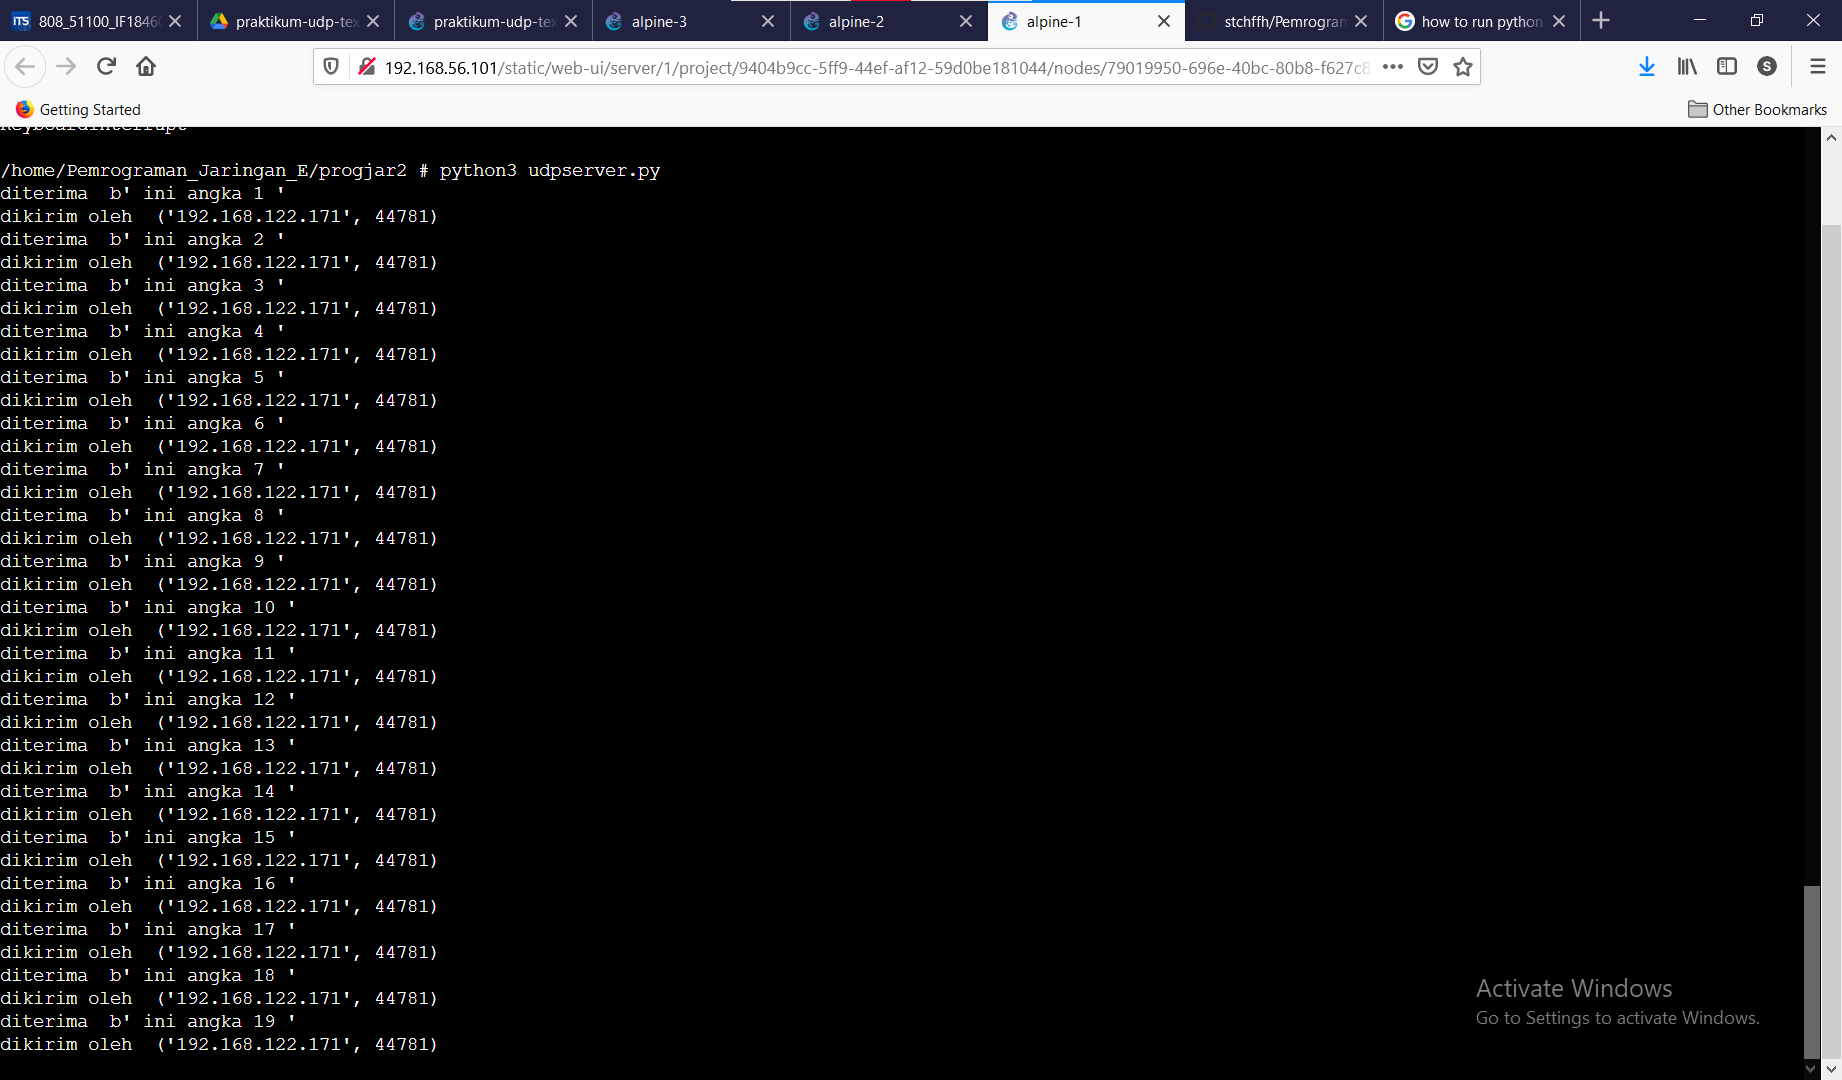 808_51100_IF1846
praktikum-udp-tex
praktikum-udp-tex
alpine-3
alpine-2
alpine-1
stchffh/Pemrogram
how to run python
192.168.56.101/static/web-ui/server/1/project/9404b9cc-5ff9-44ef-af12-59d0be181044/nodes/79019950-696e-40bc-80b8-f627c8
Getting Started
Other Bookmarks
KeyboardInterrupt
/home/Pemrograman_Jaringan_E/progjar2 # python3 udpserver.py
diterima  b' ini angka 1 '
dikirim oleh  ('192.168.122.171', 44781)
diterima  b' ini angka 2 '
dikirim oleh  ('192.168.122.171', 44781)
diterima  b' ini angka 3 '
dikirim oleh  ('192.168.122.171', 44781)
diterima  b' ini angka 4 '
dikirim oleh  ('192.168.122.171', 44781)
diterima  b' ini angka 5 '
dikirim oleh  ('192.168.122.171', 44781)
diterima  b' ini angka 6 '
dikirim oleh  ('192.168.122.171', 44781)
diterima  b' ini angka 7 '
dikirim oleh  ('192.168.122.171', 44781)
diterima  b' ini angka 8 '
dikirim oleh  ('192.168.122.171', 44781)
diterima  b' ini angka 9 '
dikirim oleh  ('192.168.122.171', 44781)
diterima  b' ini angka 10 '
dikirim oleh  ('192.168.122.171', 44781)
diterima  b' ini angka 11 '
dikirim oleh  ('192.168.122.171', 44781)
diterima  b' ini angka 12 '
dikirim oleh  ('192.168.122.171', 44781)
diterima  b' ini angka 13 '
dikirim oleh  ('192.168.122.171', 44781)
diterima  b' ini angka 14 '
dikirim oleh  ('192.168.122.171', 44781)
diterima  b' ini angka 15 '
dikirim oleh  ('192.168.122.171', 44781)
diterima  b' ini angka 16 '
dikirim oleh  ('192.168.122.171', 44781)
diterima  b' ini angka 17 '
dikirim oleh  ('192.168.122.171', 44781)
diterima  b' ini angka 18 '
dikirim oleh  ('192.168.122.171', 44781)
diterima  b' ini angka 19 '
dikirim oleh  ('192.168.122.171', 44781)
Activate Windows
Go to Settings to activate Windows.